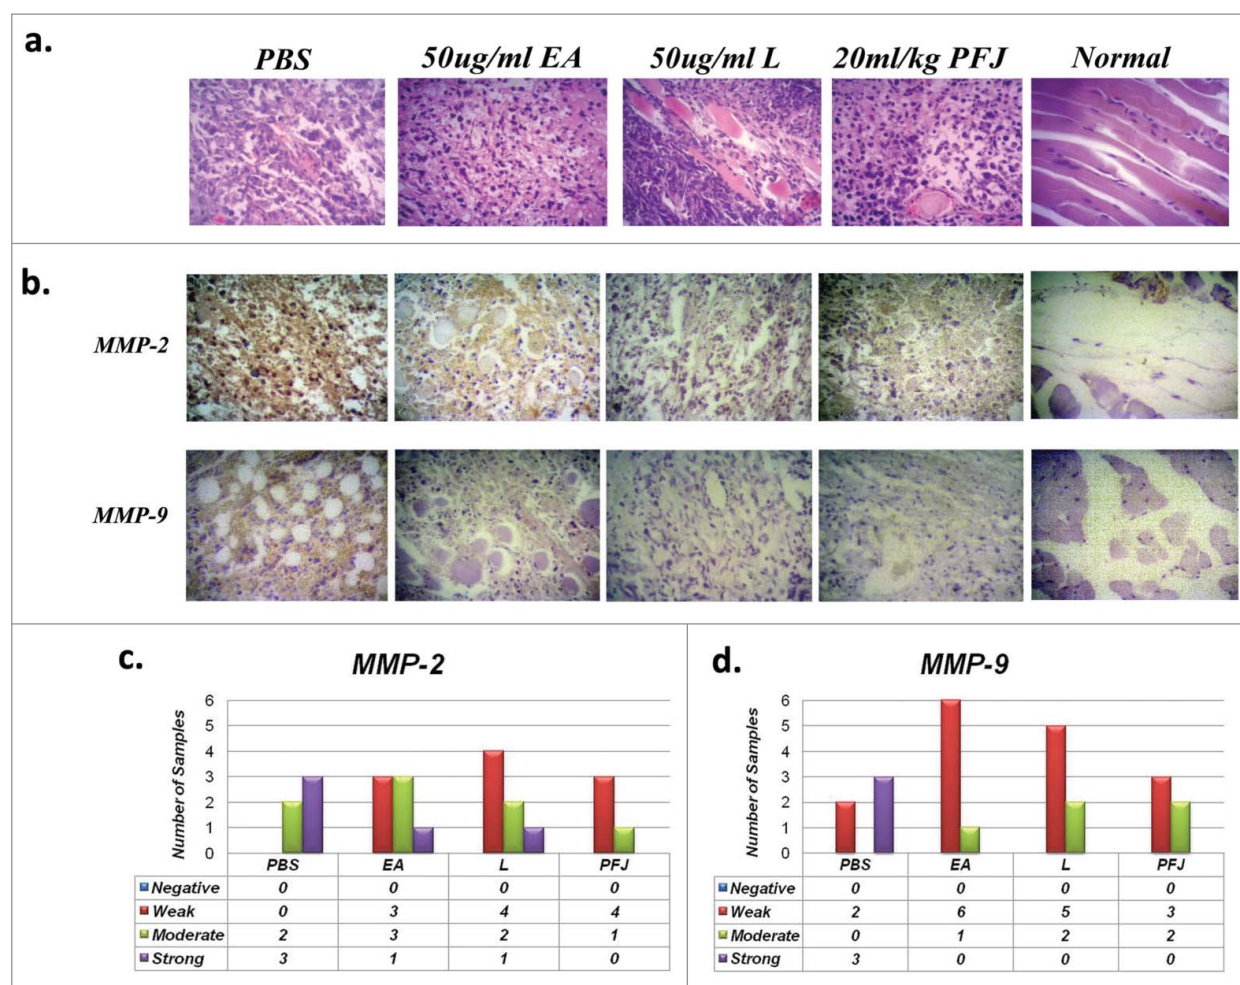 a.
PBS 50ug/ml EA 50ug/ml L 20ml/kg PFJ Normal
b.
MMP-2
MMP-9
c.
MMP-2
Number of Samples
6
5
4
3
2
1
0
PBS EA L PFJ
Negative 0 0 0 0
Weak 0 3 4 4
Moderate 2 3 2 1
Strong 3 1 1 0
d.
MMP-9
Number of Samples
6
5
4
3
2
1
0
PBS EA L PFJ
Negative 0 0 0 0
Weak 2 6 5 3
Moderate 0 1 2 2
Strong 3 0 0 0